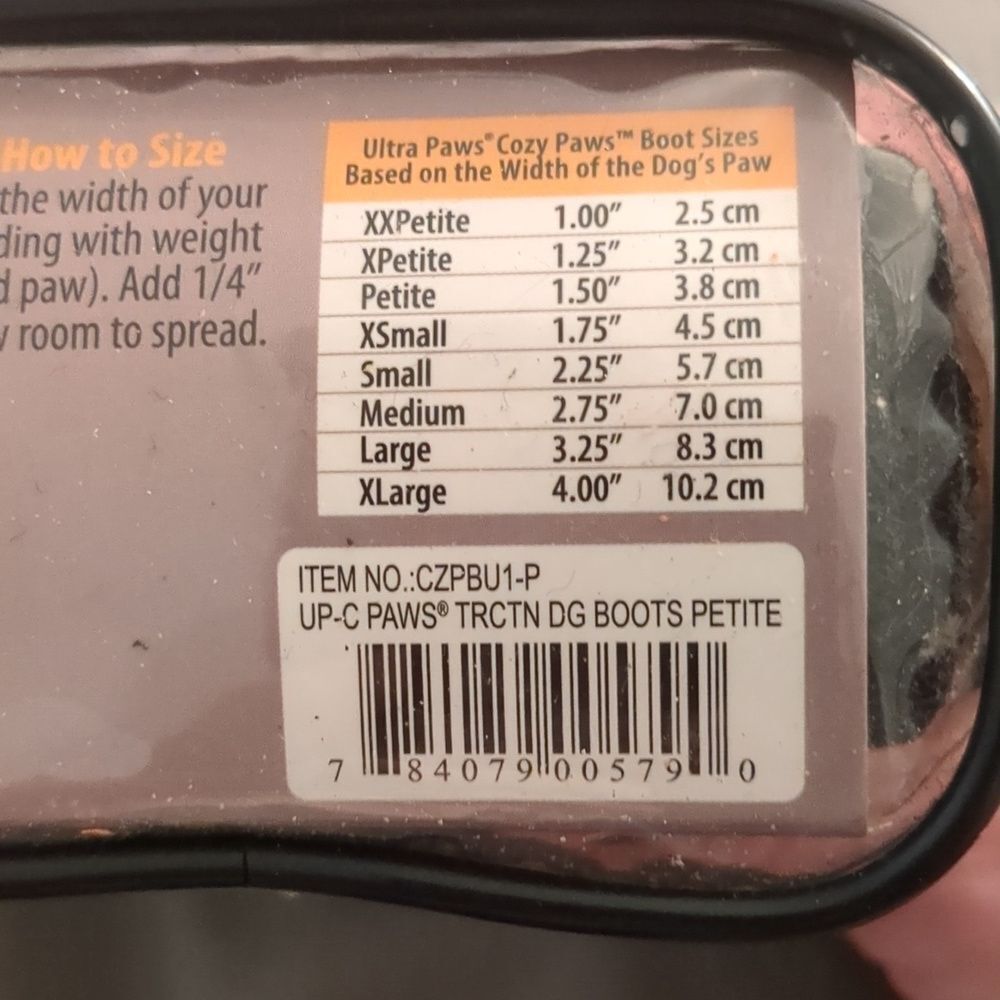 How to Size
the width of your
ding with weight
paw). Add 1/4”
room to spread.
Ultra Paws® Cozy Paws™ Boot Sizes
Based on the Width of the Dog’s Paw
XXPetite 1.00” 2.5 cm
XPetite 1.25” 3.2 cm
Petite 1.50” 3.8 cm
XSmall 1.75” 4.5 cm
Small 2.25” 5.7 cm
Medium 2.75” 7.0 cm
Large 3.25” 8.3 cm
XLarge 4.00” 10.2 cm
ITEM NO.:CZPBU1-P
UP-C PAWS® TRCTN DG BOOTS PETITE
7 84079 00579 0